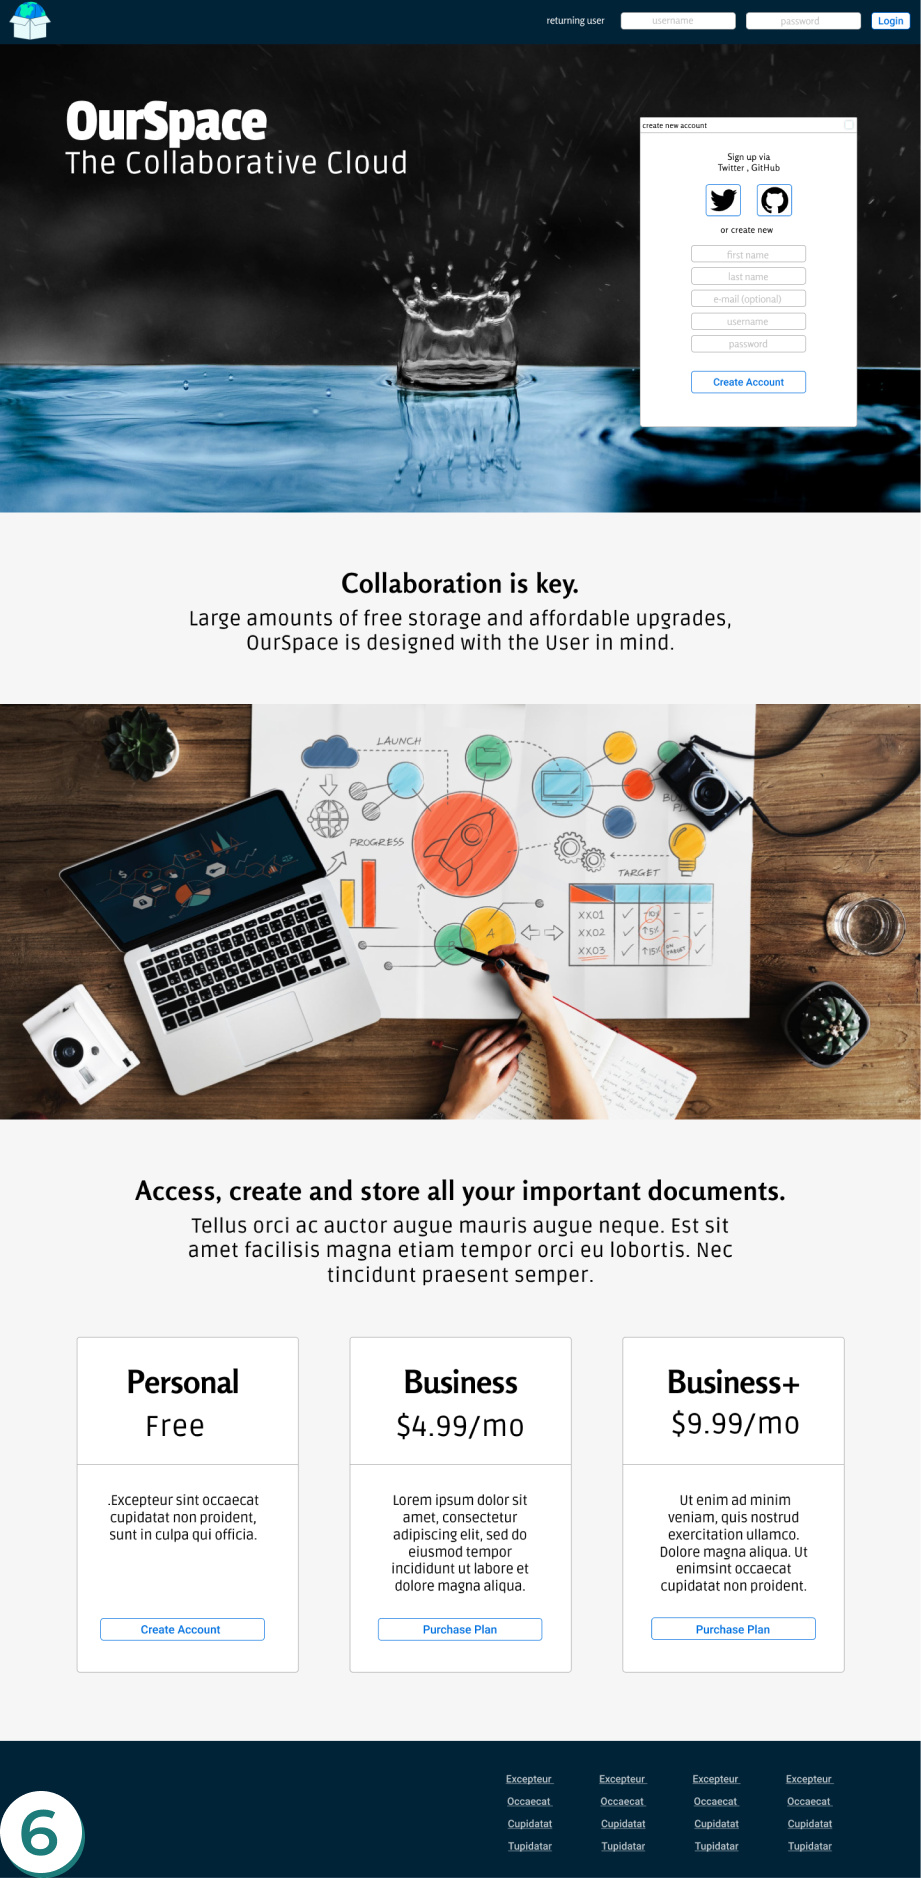 returning user
username
password
Login
OurSpace
The Collaborative Cloud
create new account
Sign up via
Twitter , GitHub
or create new
first name
last name
e-mail (optional)
username
password
Create Account
Collaboration is key.
Large amounts of free storage and affordable upgrades,
OurSpace is designed with the User in mind.
LAUNCH
PROGRESS
TARGET
A
B
XX01
XX02
XX03
Access, create and store all your important documents.
Tellus orci ac auctor augue mauris augue neque. Est sit
amet facilisis magna etiam tempor orci eu lobortis. Nec
tincidunt praesent semper.
Personal
Free
.Excepteur sint occaecat
cupidatat non proident,
sunt in culpa qui officia.
Create Account
Business
$4.99/mo
Lorem ipsum dolor sit
amet, consectetur
adipiscing elit, sed do
eiusmod tempor
incididunt ut labore et
dolore magna aliqua.
Purchase Plan
Business+
$9.99/mo
Ut enim ad minim
veniam, quis nostrud
exercitation ullamco.
Dolore magna aliqua. Ut
enimsint occaecat
cupidatat non proident.
Purchase Plan
Excepteur Excepteur Excepteur Excepteur
Occaecat Occaecat Occaecat Occaecat
Cupidatat Cupidatat Cupidatat Cupidatat
Tupidatar Tupidatar Tupidatar Tupidatar
6